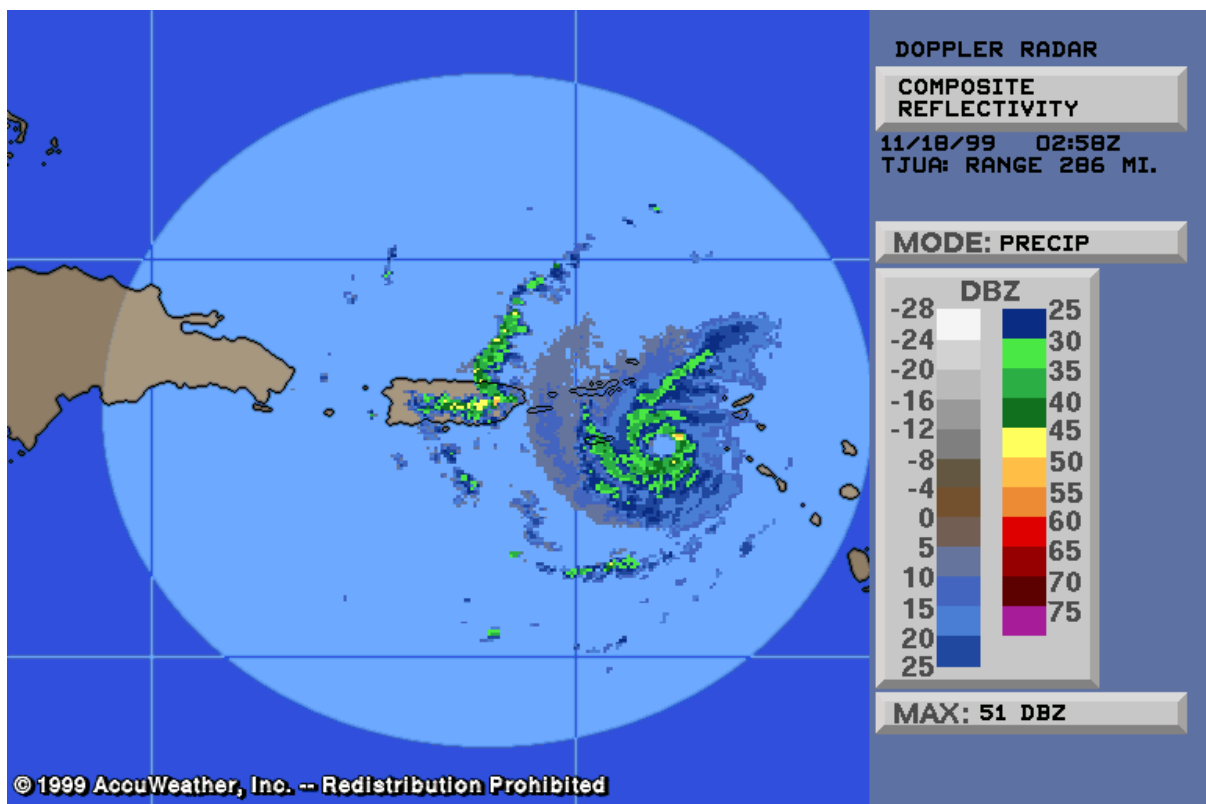 DOPPLER RADAR
COMPOSITE
REFLECTIVITY
11/18/99 02:58Z
TJUA: RANGE 286 MI.
MODE: PRECIP
DBZ
-28 25
-24 30
-20 35
-16 40
-12 45
-8 50
-4 55
0 60
5 65
10 70
15 75
20
25
MAX: 51 DBZ
© 1999 AccuWeather, Inc. -- Redistribution Prohibited